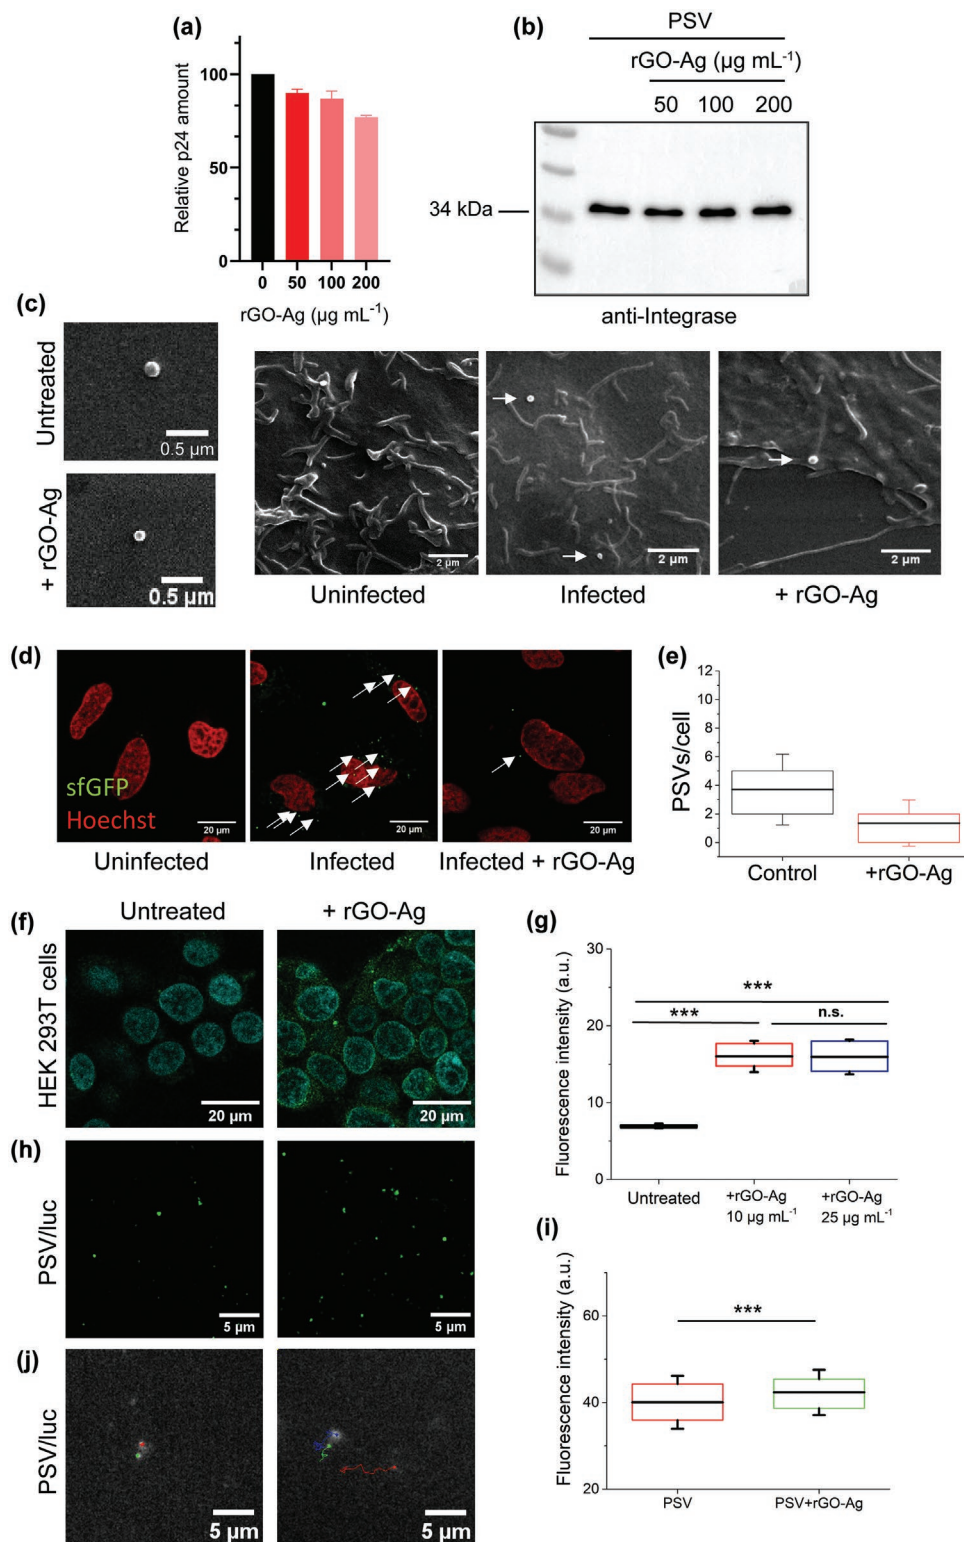 (a)
100
50
0
Relative p24 amount
0 50 100 200
rGO-Ag (µg mL⁻¹)
(b)
PSV
rGO-Ag (µg mL⁻¹)
50 100 200
34 kDa
anti-Integrase
(c)
Untreated
0.5 µm
+ rGO-Ag
0.5 µm
2 µm
Uninfected
2 µm
Infected
2 µm
+ rGO-Ag
(d)
sfGFP
Hoechst
20 µm
Uninfected
20 µm
Infected
20 µm
Infected + rGO-Ag
(e)
12
10
8
6
4
2
0
PSVs/cell
Control
+rGO-Ag
(f)
Untreated
+ rGO-Ag
HEK 293T cells
20 µm
20 µm
(g)
30
20
10
0
Fluorescence intensity (a.u.)
***
***
n.s.
Untreated
+rGO-Ag
10 µg mL⁻¹
+rGO-Ag
25 µg mL⁻¹
(h)
PSV/luc
5 µm
5 µm
(i)
60
40
20
Fluorescence intensity (a.u.)
***
PSV
PSV+rGO-Ag
(j)
PSV/luc
5 µm
5 µm